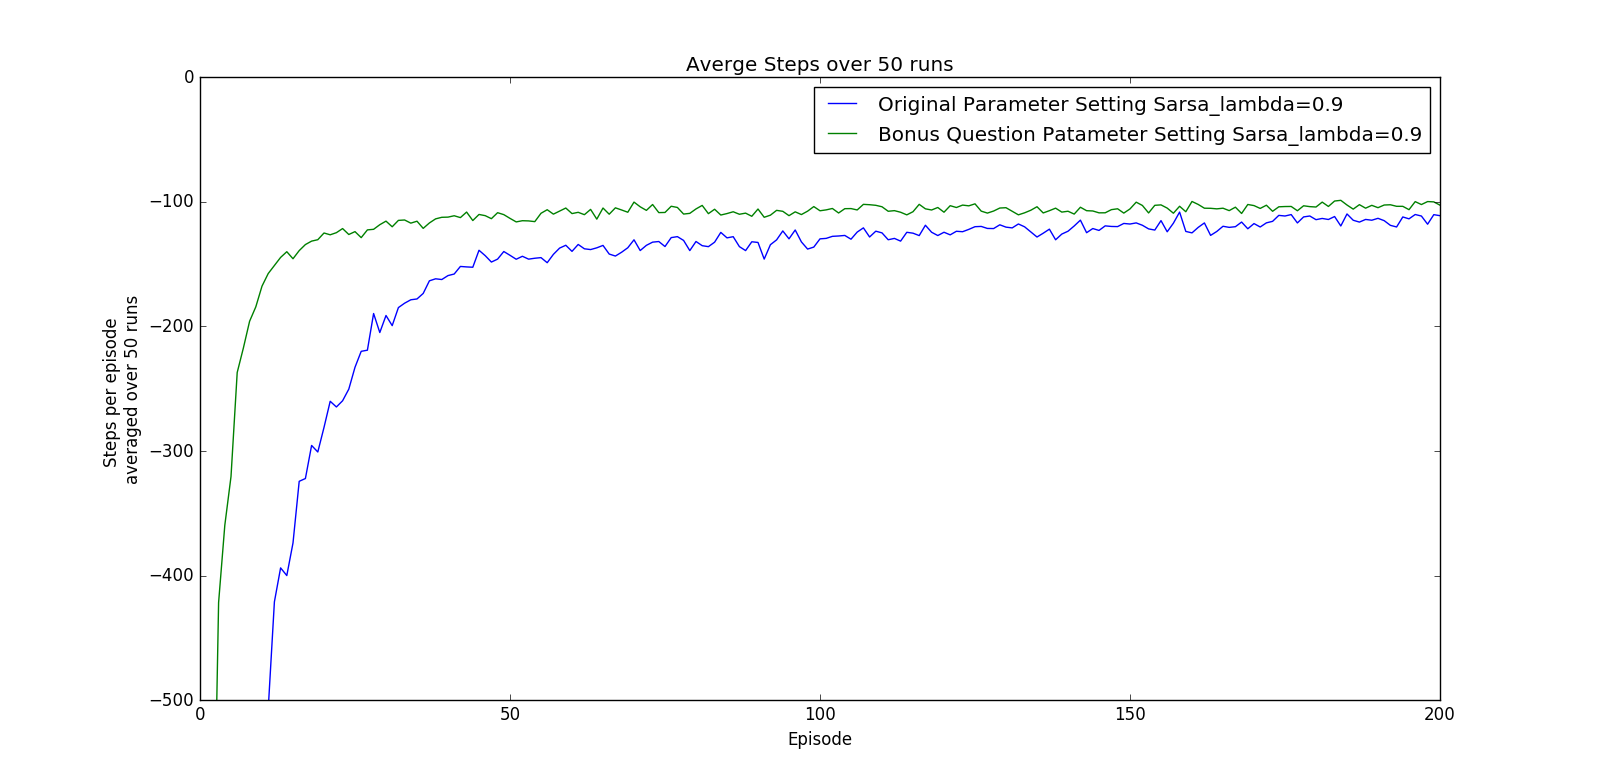 Averge Steps over 50 runs
Original Parameter Setting Sarsa_lambda=0.9
Bonus Question Patameter Setting Sarsa_lambda=0.9
0
−100
−200
−300
−400
−500
Steps per episode
averaged over 50 runs
0 50 100 150 200
Episode